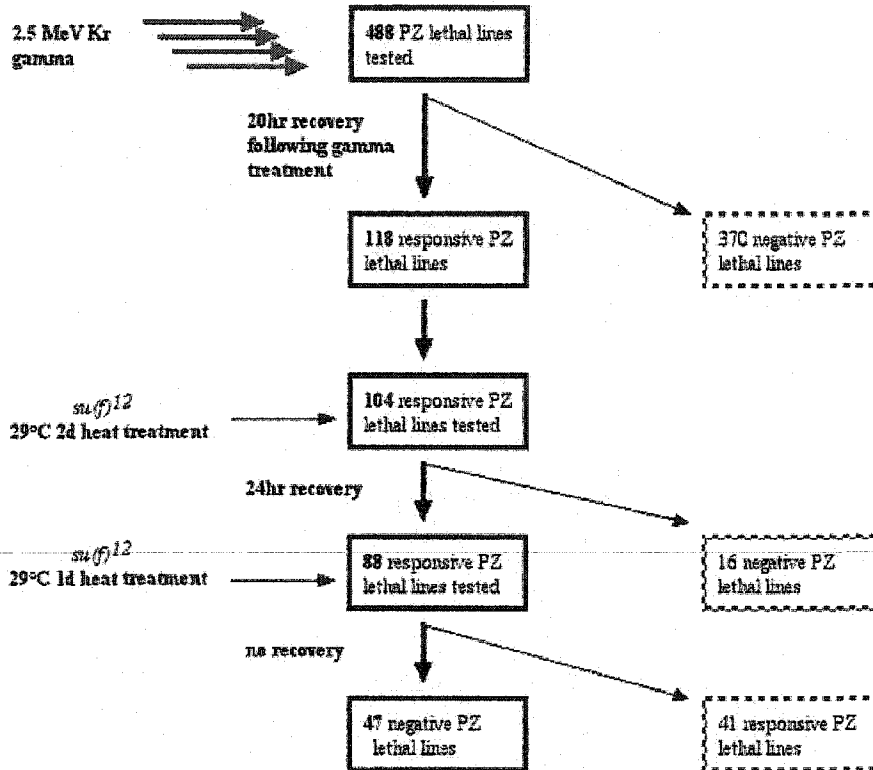 2.5 MeV Kr
gamma
488 PZ lethal lines
tested
20hr recovery
following gamma
treatment
118 responsive PZ
lethal lines
370 negative PZ
lethal lines
su(f)12
29°C 2d heat treatment
104 responsive PZ
lethal lines tested
24hr recovery
su(f)12
29°C 1d heat treatment
88 responsive PZ
lethal lines tested
16 negative PZ
lethal lines
no recovery
47 negative PZ
lethal lines
41 responsive PZ
lethal lines